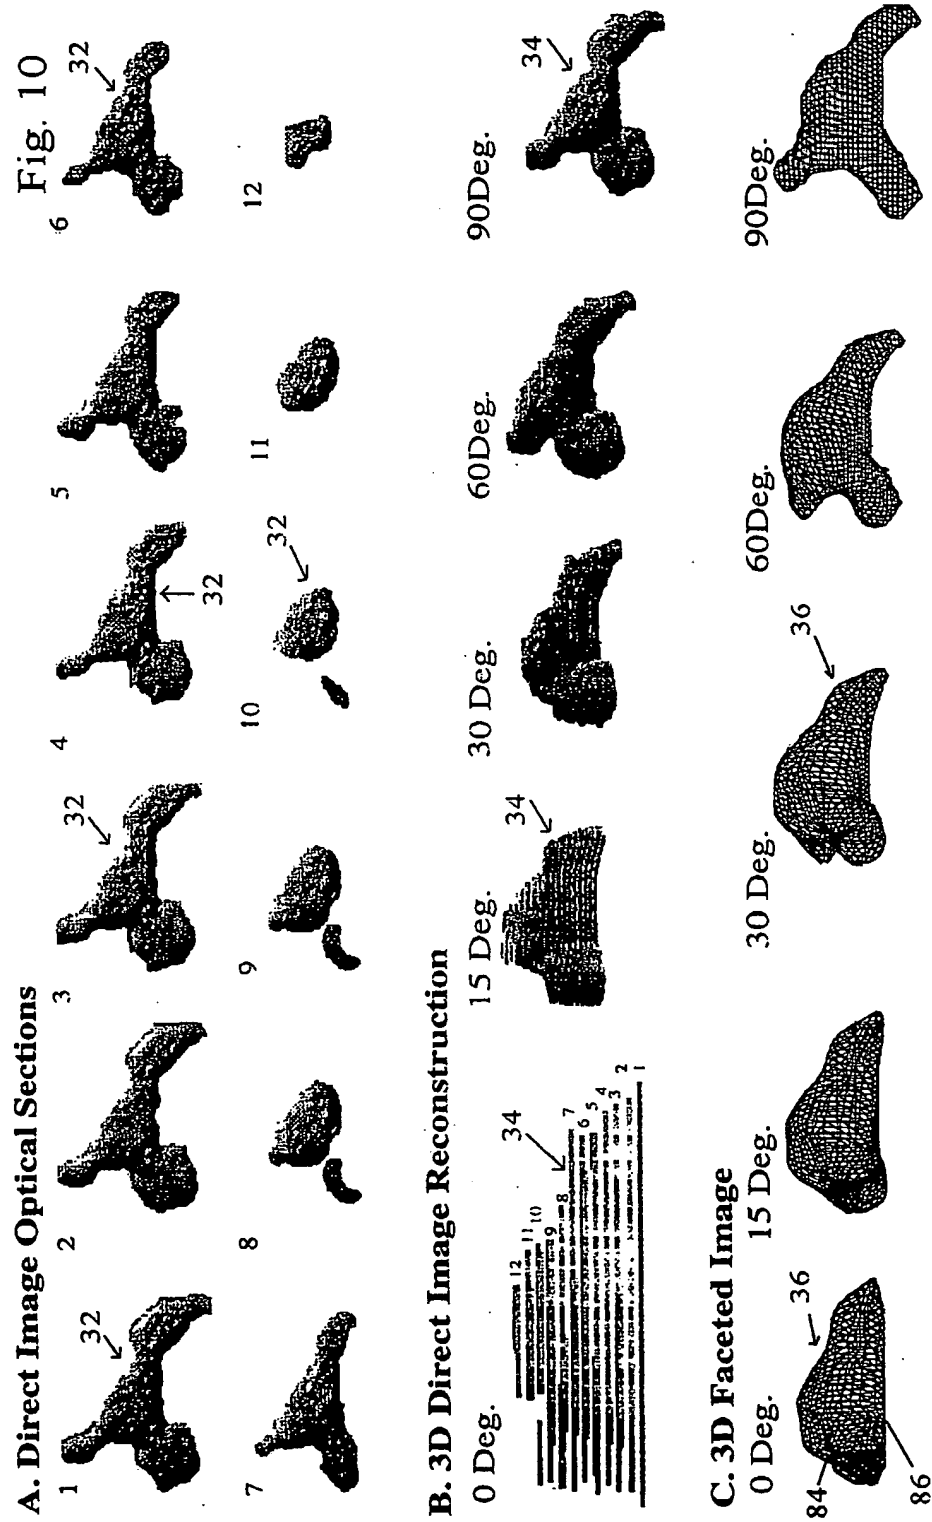 Fig. 10
A. Direct Image Optical Sections
1
32
2
3
32
4
32
5
6
32
7
8
9
10
32
11
12
B. 3D Direct Image Reconstruction
0 Deg.
34
12
11
10
9
8
7
6
5
4
3
2
1
15 Deg.
34
30 Deg.
60Deg.
90Deg.
34
C. 3D Faceted Image
0 Deg.
84
36
86
15 Deg.
30 Deg.
36
60Deg.
90Deg.